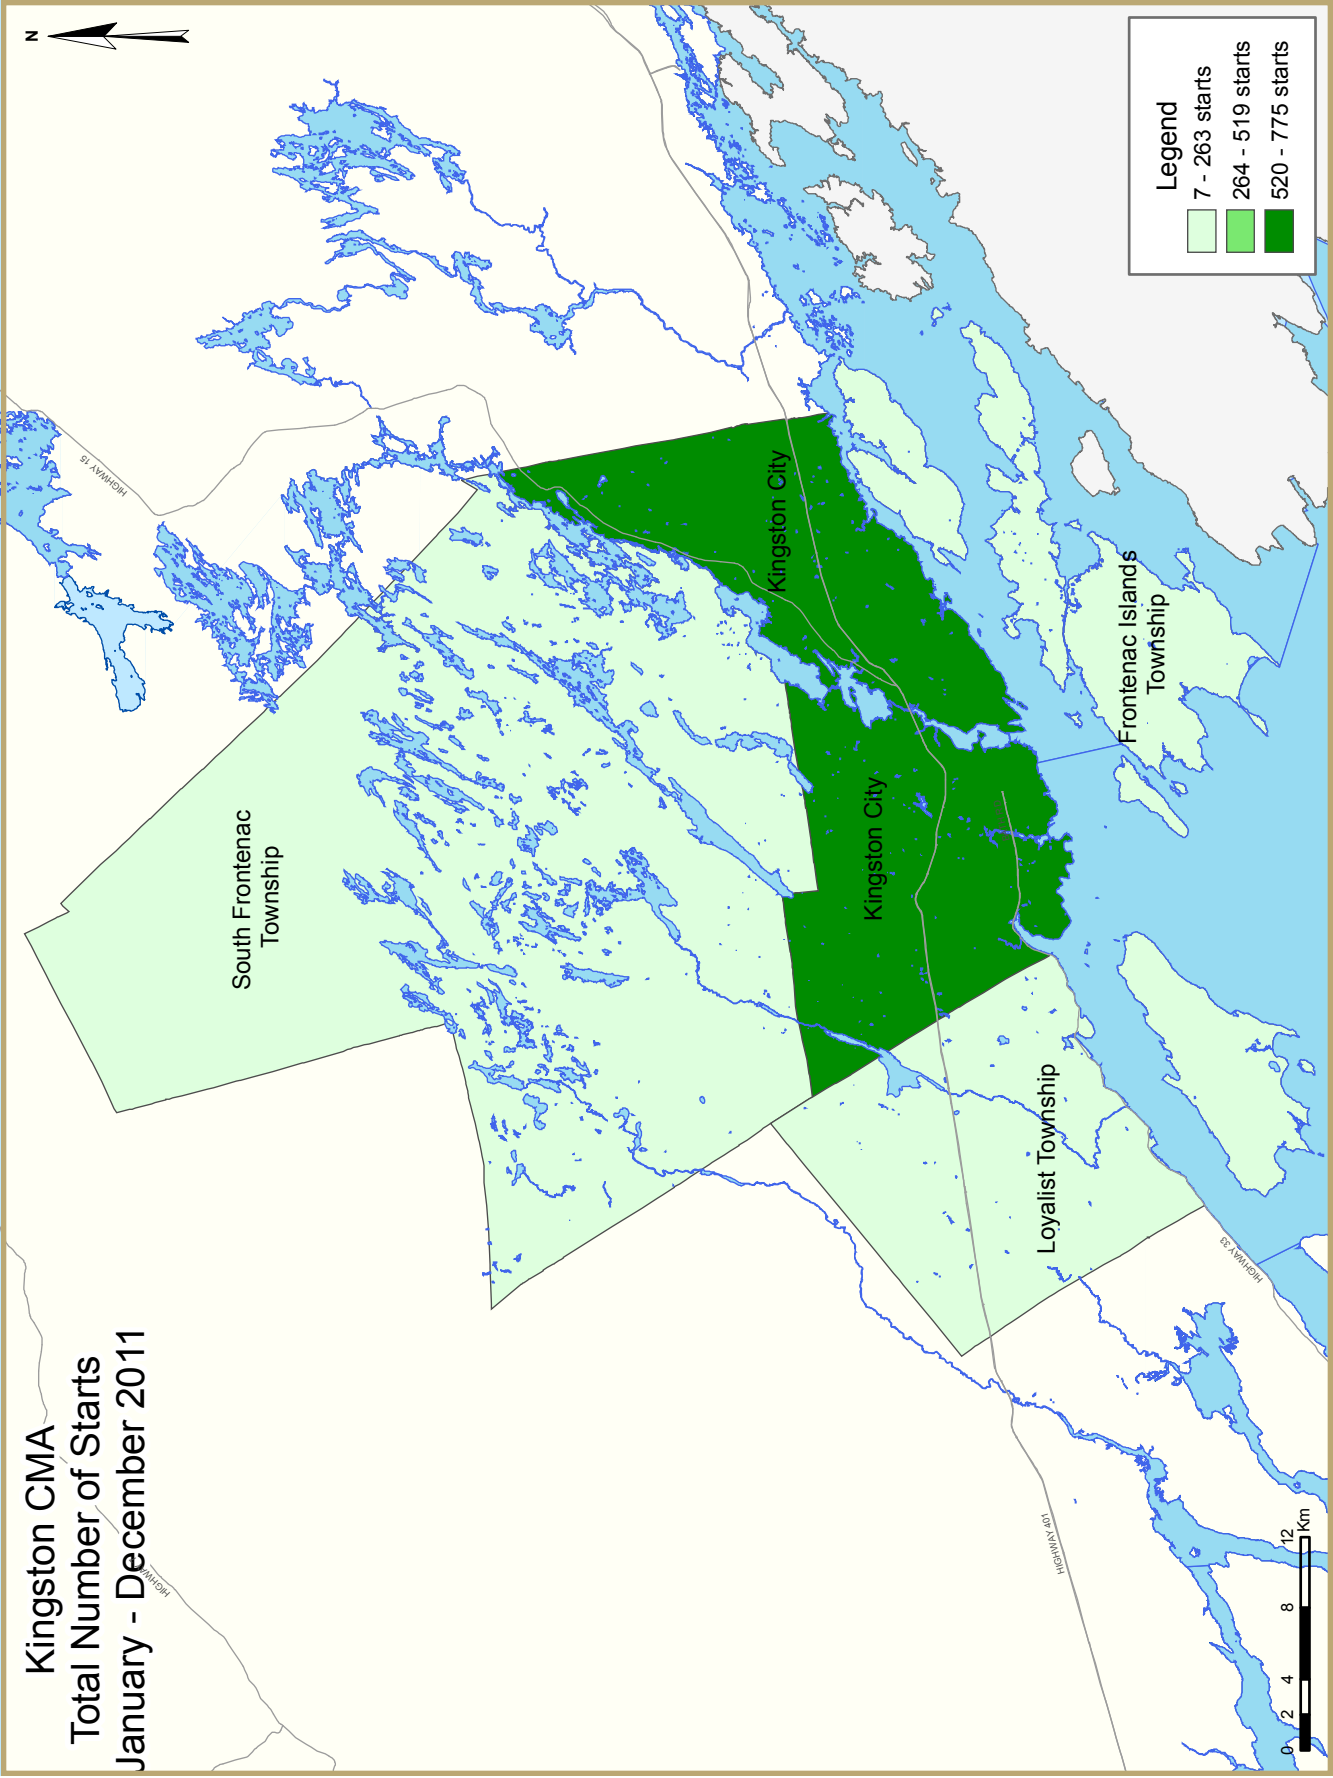 Kingston CMA
Total Number of Starts
January - December 2011
N
HIGHWAY 15
South Frontenac
Township
Kingston City
Kingston City
Frontenac Islands
Township
Loyalist Township
HIGHWAY 33
HIGHWAY 401
Legend
7 - 263 starts
264 - 519 starts
520 - 775 starts
0 2 4 8 12
Km